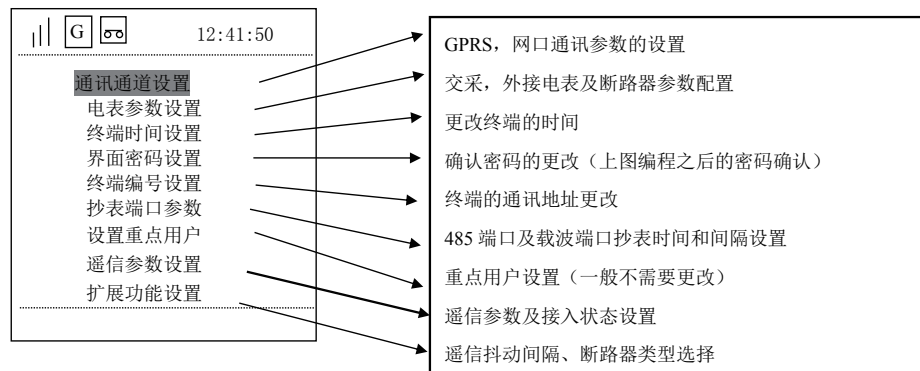 G 12:41:50
通讯通道设置
电表参数设置
终端时间设置
界面密码设置
终端编号设置
抄表端口参数
设置重点用户
遥信参数设置
扩展功能设置
GPRS，网口通讯参数的设置
交采，外接电表及断路器参数配置
更改终端的时间
确认密码的更改（上图编程之后的密码确认）
终端的通讯地址更改
485 端口及载波端口抄表时间和间隔设置
重点用户设置（一般不需要更改）
遥信参数及接入状态设置
遥信抖动间隔、断路器类型选择